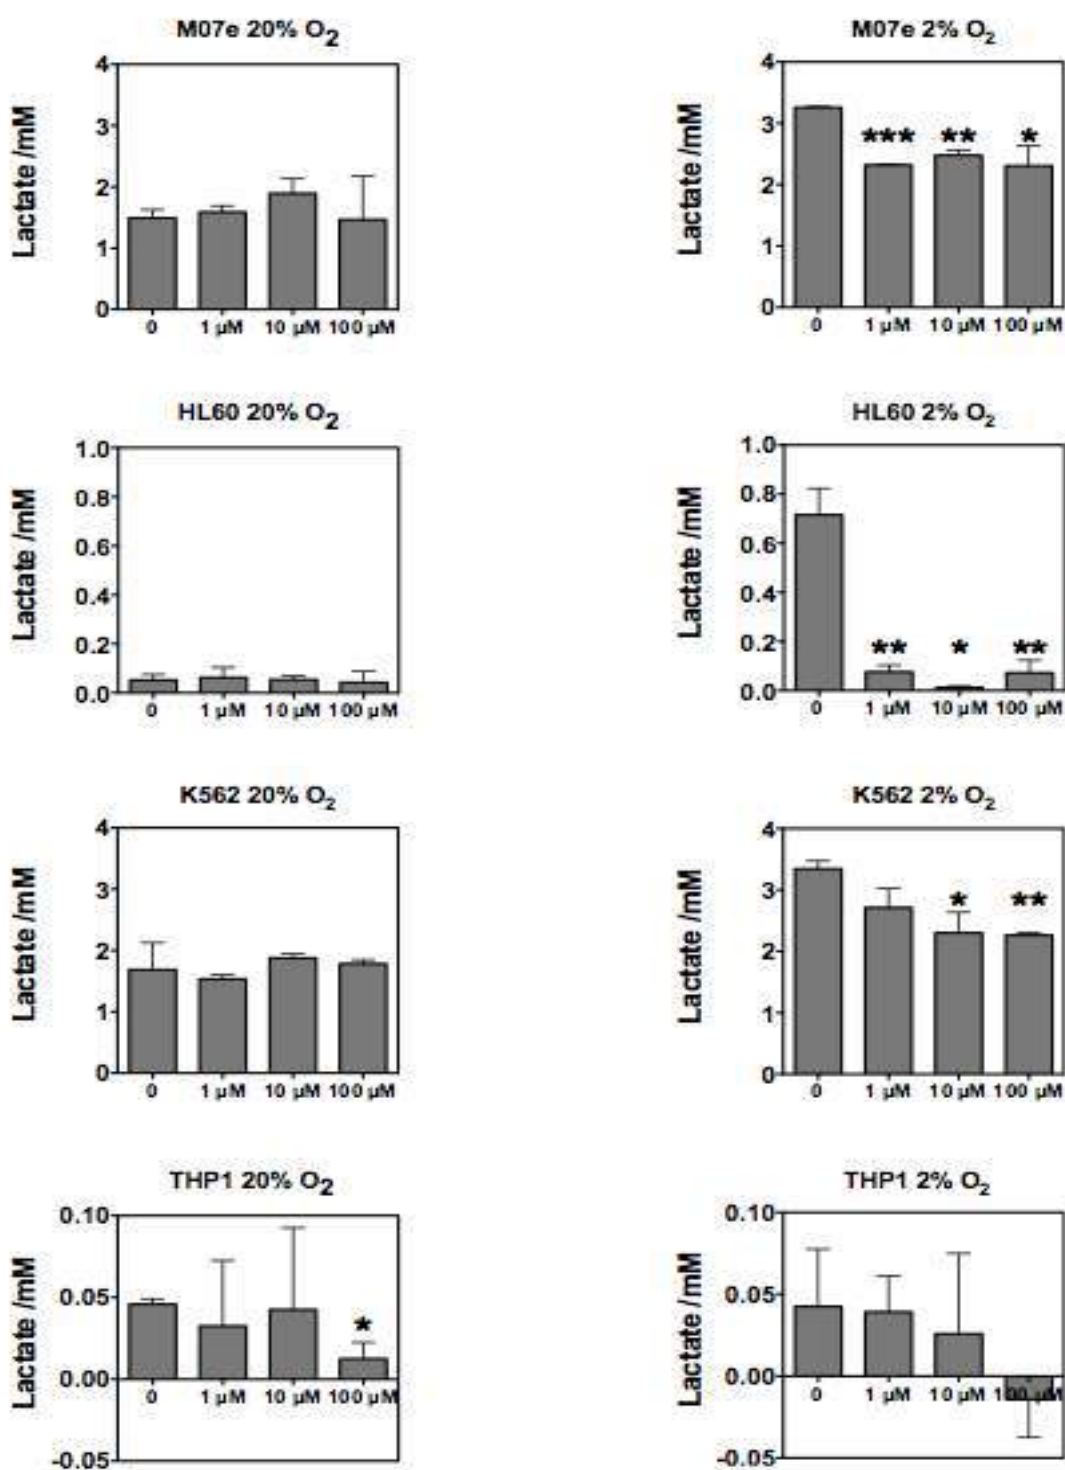 M07e 20% O2
Lactate /mM
4
3
2
1
0
0 1 µM 10 µM 100 µM
M07e 2% O2
Lactate /mM
4
3
2
1
0
*** ** *
0 1 µM 10 µM 100 µM
HL60 20% O2
Lactate /mM
1.0
0.8
0.6
0.4
0.2
0.0
0 1 µM 10 µM 100 µM
HL60 2% O2
Lactate /mM
1.0
0.8
0.6
0.4
0.2
0.0
** * **
0 1 µM 10 µM 100 µM
K562 20% O2
Lactate /mM
4
3
2
1
0
0 1 µM 10 µM 100 µM
K562 2% O2
Lactate /mM
4
3
2
1
0
* **
0 1 µM 10 µM 100 µM
THP1 20% O2
Lactate /mM
0.10
0.05
0.00
-0.05
*
0 1 µM 10 µM 100 µM
THP1 2% O2
Lactate /mM
0.10
0.05
0.00
-0.05
0 1 µM 10 µM 100 µM